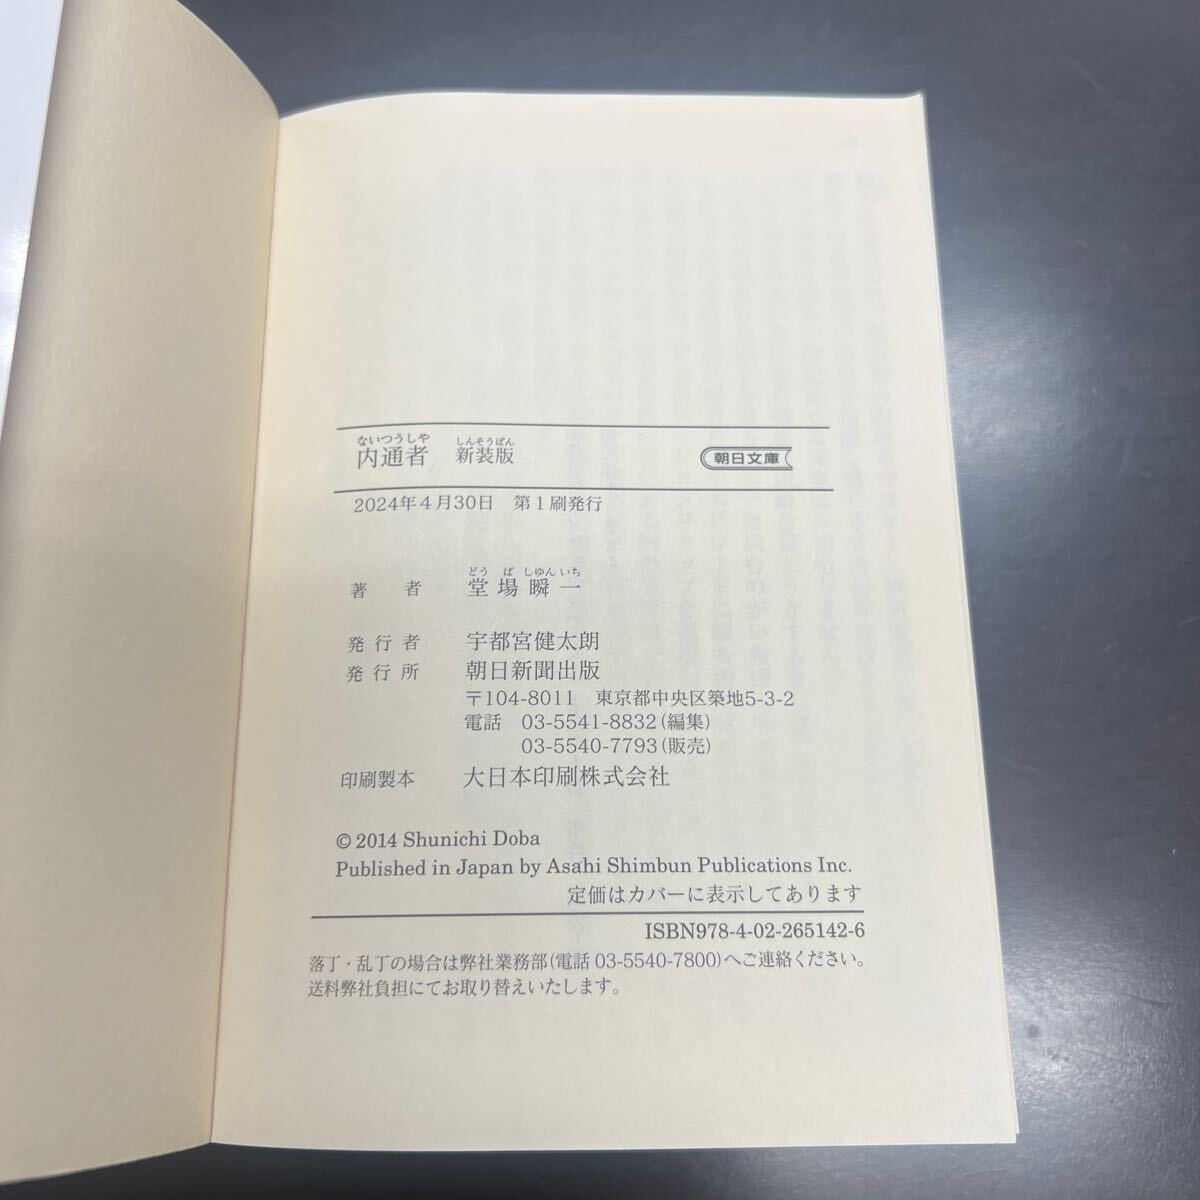 ないつうしや しんそうばん
内通者 新装版 朝日文庫
2024年4月30日 第1刷発行
どう ば しゆん いち
著者 堂場瞬一
発行者 宇都宮健太朗
発行所 朝日新聞出版
〒104-8011 東京都中央区築地5-3-2
電話 03-5541-8832(編集)
03-5540-7793(販売)
印刷製本 大日本印刷株式会社
© 2014 Shunichi Doba
Published in Japan by Asahi Shimbun Publications Inc.
定価はカバーに表示してあります
ISBN978-4-02-265142-6
落丁・乱丁の場合は弊社業務部(電話 03-5540-7800)へご連絡ください。
送料弊社負担にてお取り替えいたします。